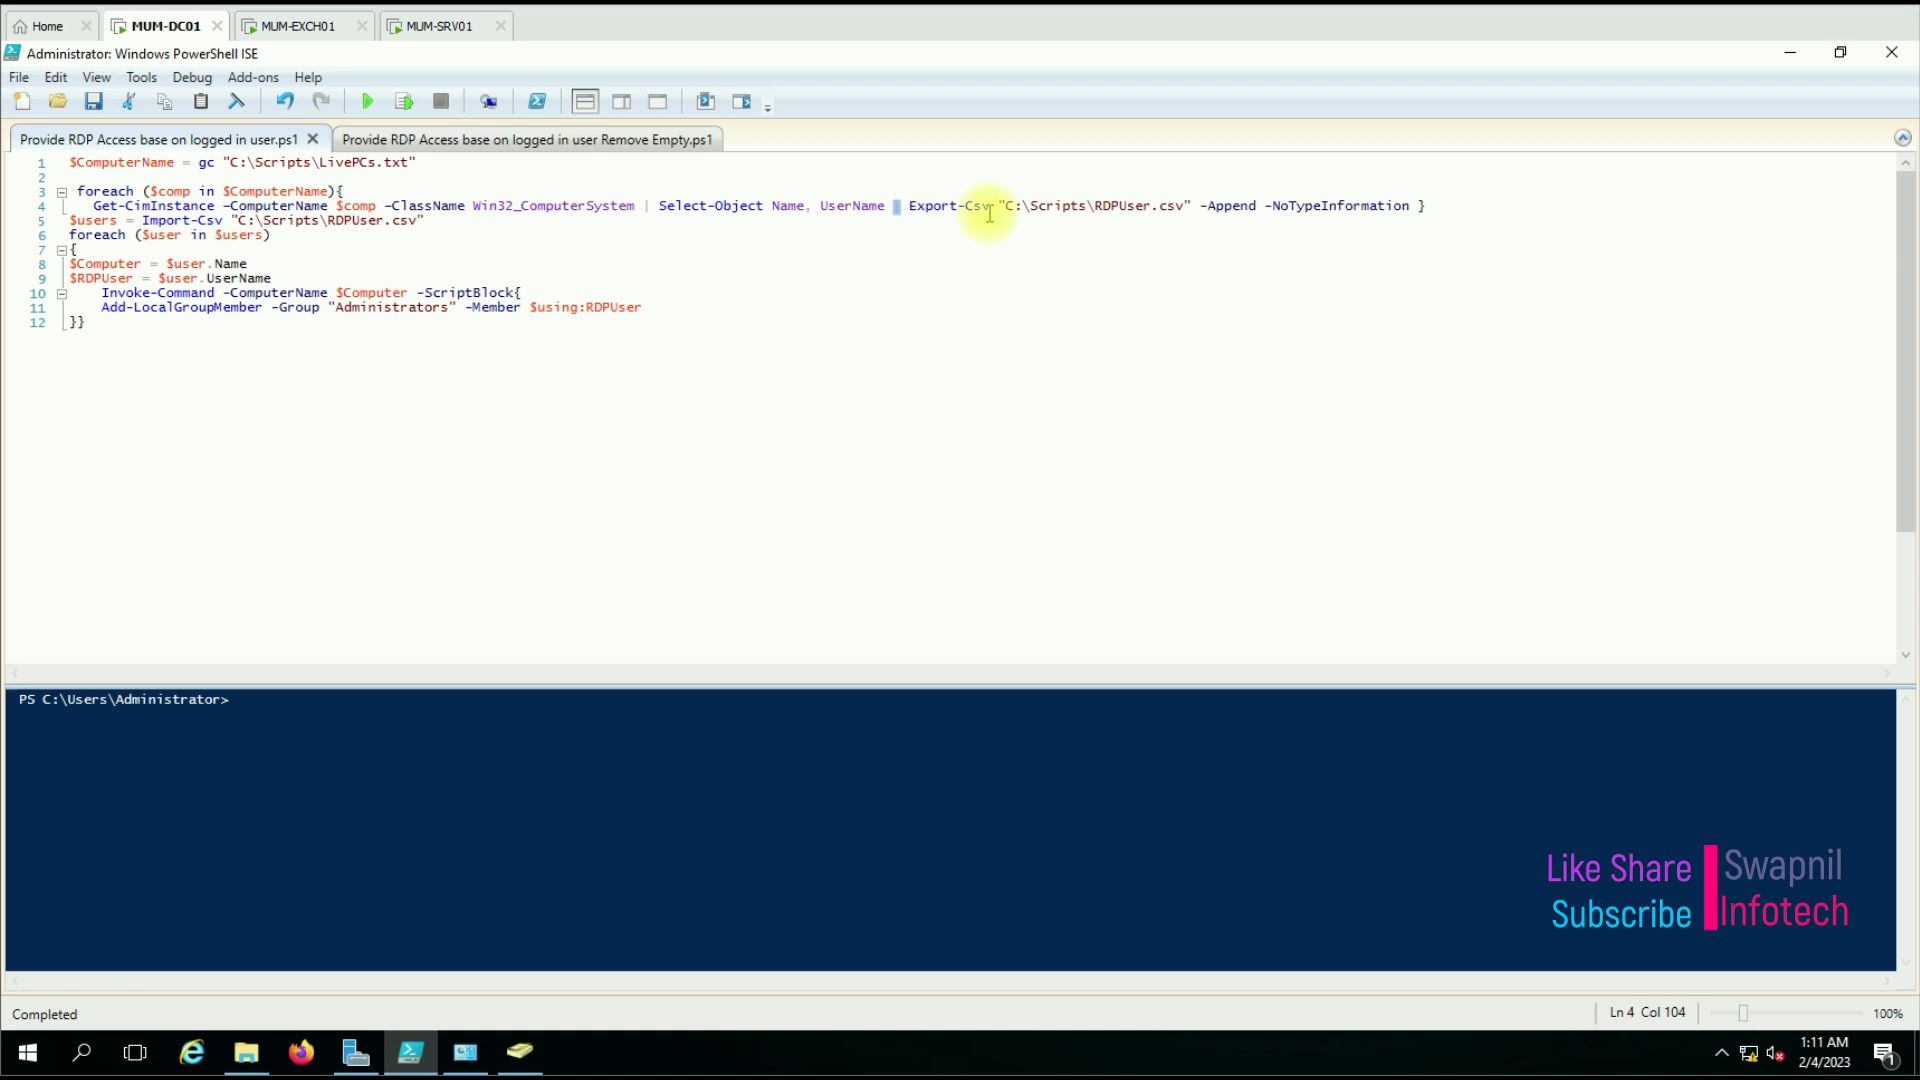 Home
MUM-DC01
MUM-EXCH01
MUM-SRV01
Administrator: Windows PowerShell ISE
File Edit View Tools Debug Add-ons Help
Provide RDP Access base on logged in user.ps1
Provide RDP Access base on logged in user Remove Empty.ps1
1 $ComputerName = gc "C:\Scripts\LivePCs.txt"
2
3 foreach ($comp in $ComputerName){
4 Get-CimInstance -ComputerName $comp -ClassName Win32_ComputerSystem | Select-Object Name, UserName | Export-Csv "C:\Scripts\RDPUser.csv" -Append -NoTypeInformation }
5 $users = Import-Csv "C:\Scripts\RDPUser.csv"
6 foreach ($user in $users)
7 {
8 $Computer = $user.Name
9 $RDPUser = $user.UserName
10 Invoke-Command -ComputerName $Computer -ScriptBlock{
11 Add-LocalGroupMember -Group "Administrators" -Member $using:RDPUser
12 }}
PS C:\Users\Administrator>
Like Share
Subscribe
Swapnil
Infotech
Completed
Ln 4 Col 104
100%
1:11 AM
2/4/2023
1